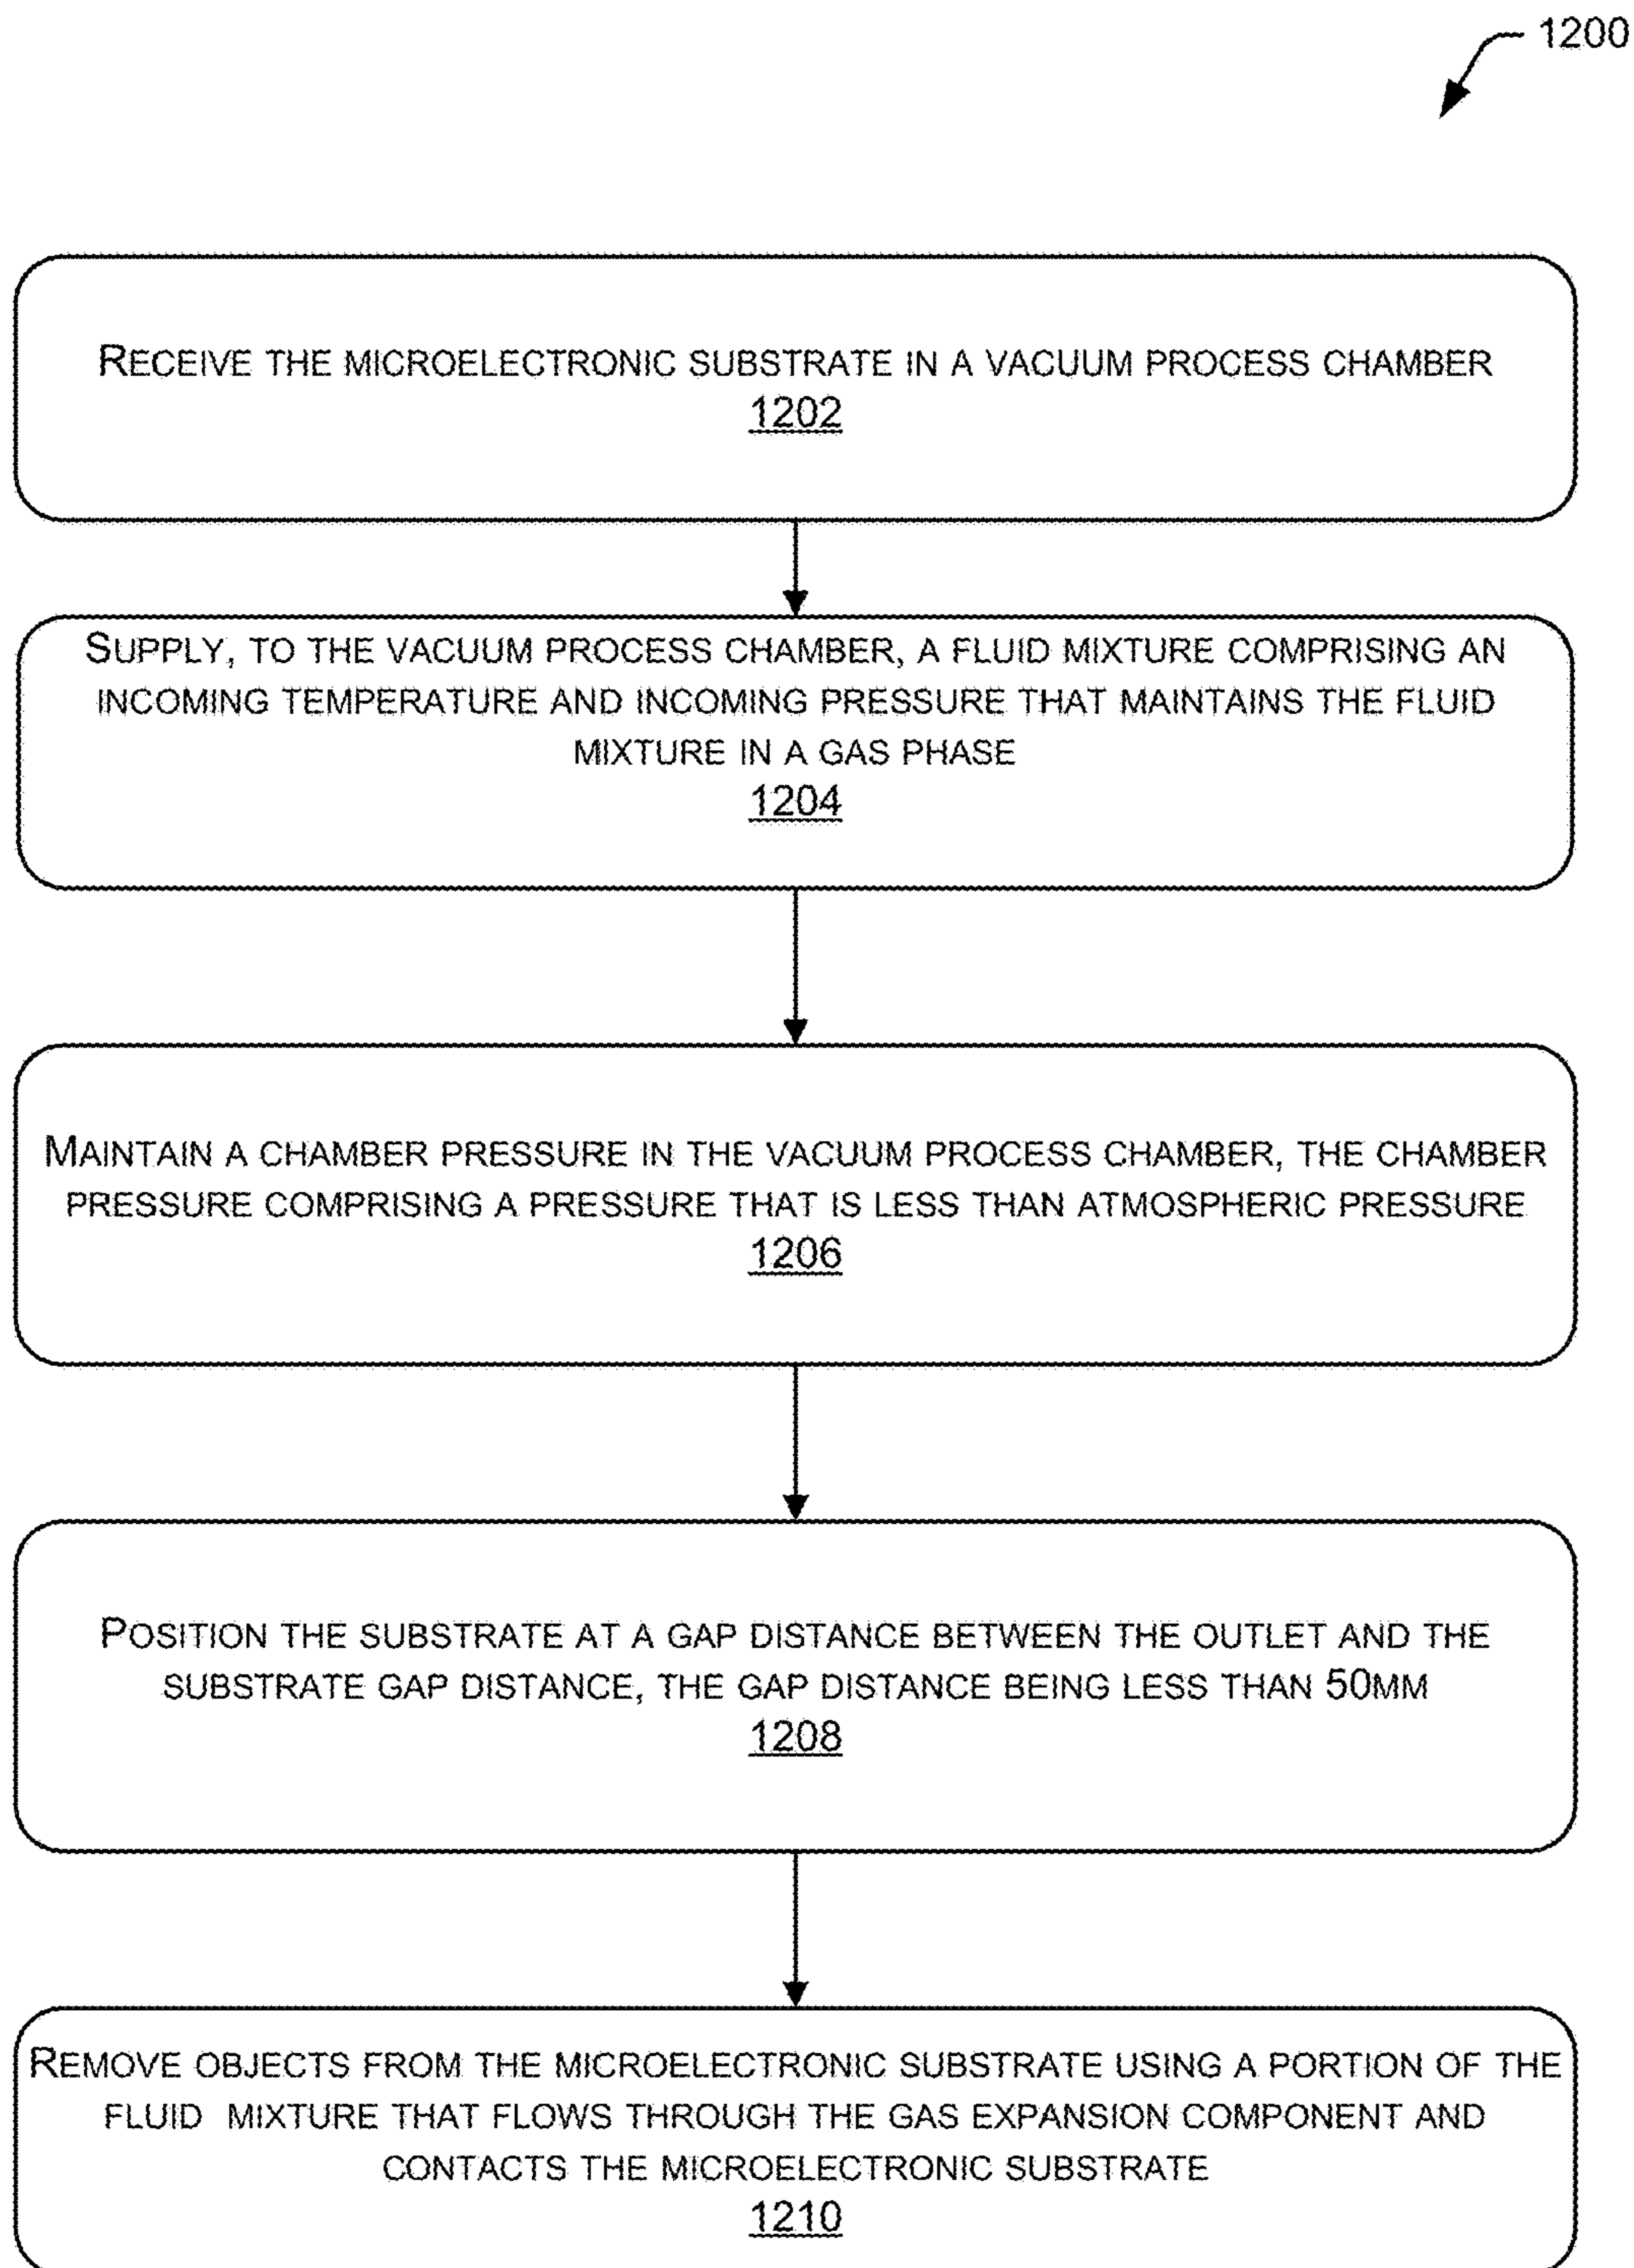 1200
RECEIVE THE MICROELECTRONIC SUBSTRATE IN A VACUUM PROCESS CHAMBER
1202
SUPPLY, TO THE VACUUM PROCESS CHAMBER, A FLUID MIXTURE COMPRISING AN
INCOMING TEMPERATURE AND INCOMING PRESSURE THAT MAINTAINS THE FLUID
MIXTURE IN A GAS PHASE
1204
MAINTAIN A CHAMBER PRESSURE IN THE VACUUM PROCESS CHAMBER, THE CHAMBER
PRESSURE COMPRISING A PRESSURE THAT IS LESS THAN ATMOSPHERIC PRESSURE
1206
POSITION THE SUBSTRATE AT A GAP DISTANCE BETWEEN THE OUTLET AND THE
SUBSTRATE GAP DISTANCE, THE GAP DISTANCE BEING LESS THAN 50MM
1208
REMOVE OBJECTS FROM THE MICROELECTRONIC SUBSTRATE USING A PORTION OF THE
FLUID MIXTURE THAT FLOWS THROUGH THE GAS EXPANSION COMPONENT AND
CONTACTS THE MICROELECTRONIC SUBSTRATE
1210